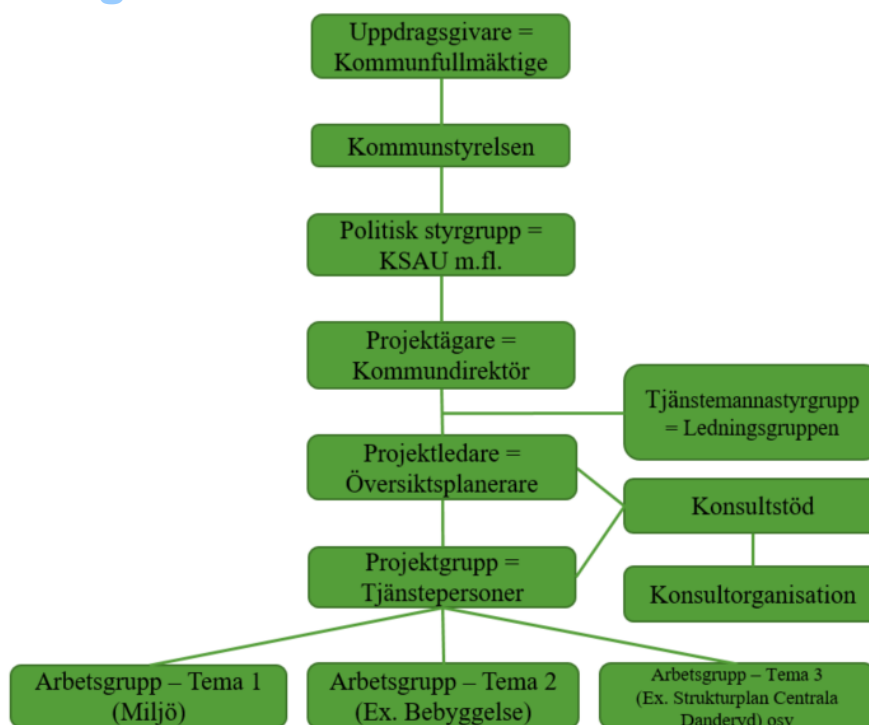 Uppdragsgivare =
Kommunfullmäktige
Kommunstyrelsen
Politisk styrgrupp =
KSAU m.fl.
Projektägare =
Kommundirektör
Tjänstemannastyrgrupp
= Ledningsgruppen
Projektledare =
Översiktsplanerare
Konsultstöd
Projektgrupp =
Tjänstepersoner
Konsultorganisation
Arbetsgrupp – Tema 1
(Miljö)
Arbetsgrupp – Tema 2
(Ex. Bebyggelse)
Arbetsgrupp – Tema 3
(Ex. Strukturplan Centrala
Danderyd) osv